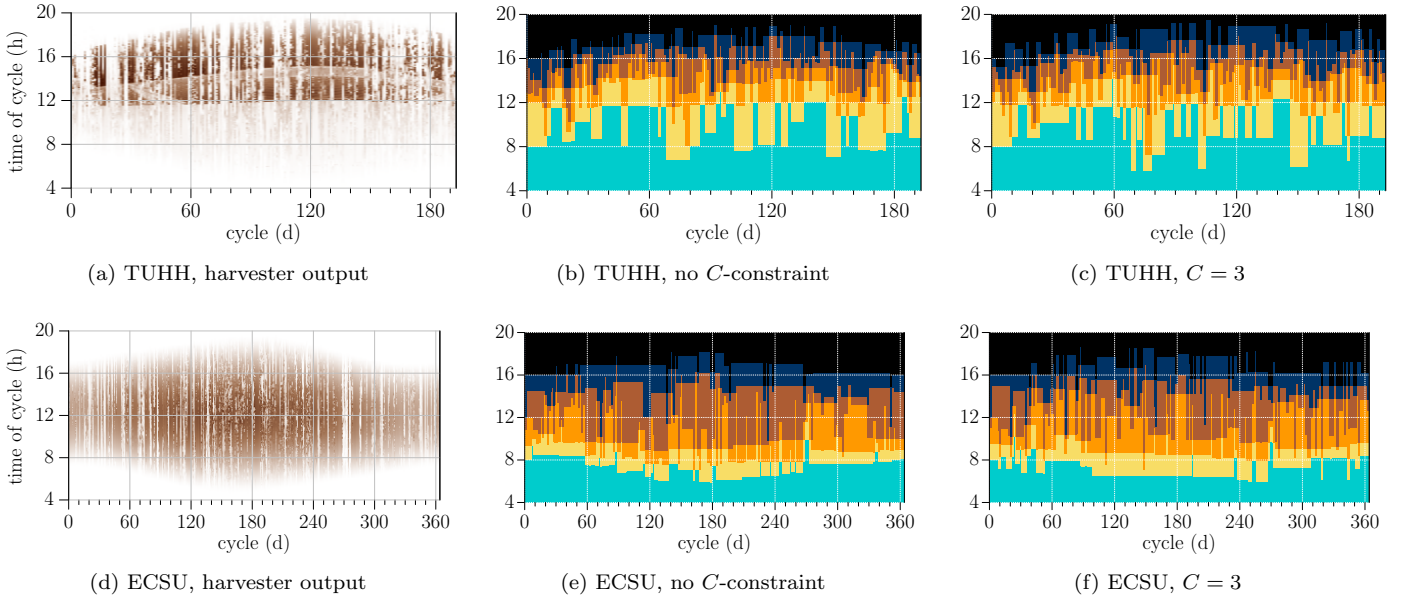 time of cycle (h)
20
16
12
8
4
0 60 120 180
cycle (d)
(a) TUHH, harvester output
20
16
12
8
4
0 60 120 180
cycle (d)
(b) TUHH, no C-constraint
20
16
12
8
4
0 60 120 180
cycle (d)
(c) TUHH, C = 3
time of cycle (h)
20
16
12
8
4
0 60 120 180 240 300 360
cycle (d)
(d) ECSU, harvester output
20
16
12
8
4
0 60 120 180 240 300 360
cycle (d)
(e) ECSU, no C-constraint
20
16
12
8
4
0 60 120 180 240 300 360
cycle (d)
(f) ECSU, C = 3